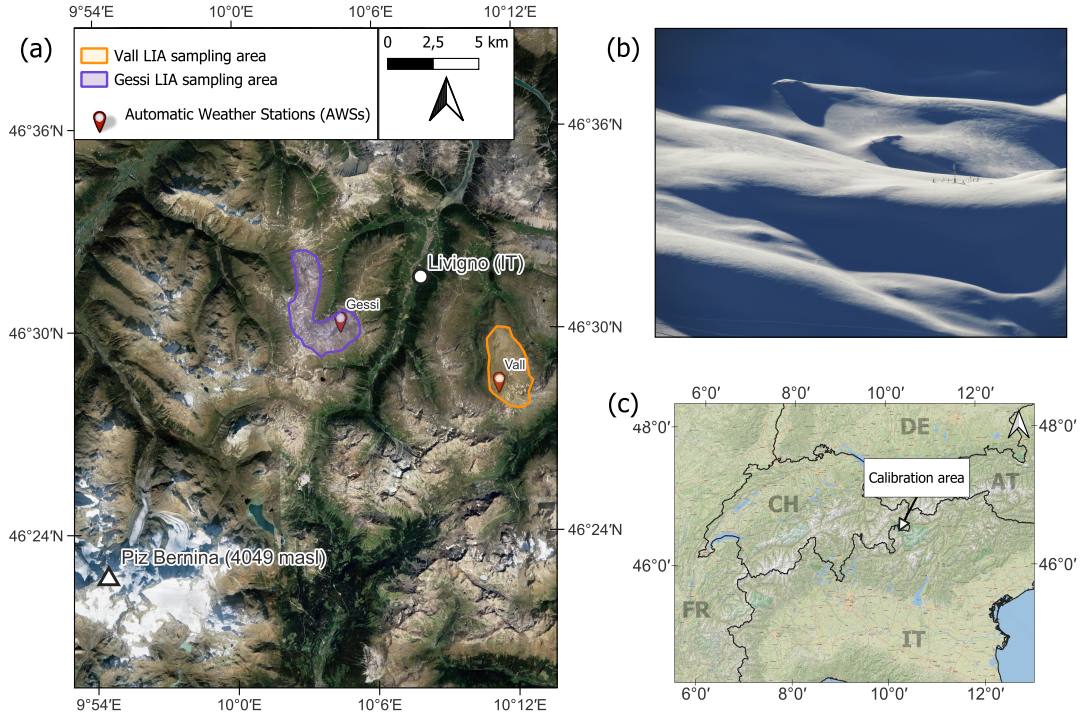 9°54′E 10°0′E 10°6′E 10°12′E
(a)
Vall LIA sampling area
Gessi LIA sampling area
Automatic Weather Stations (AWSs)
0 2,5 5 km
46°36′N 46°36′N
Livigno (IT)
Gessi
46°30′N 46°30′N
Vall
46°24′N 46°24′N
Piz Bernina (4049 masl)
9°54′E 10°0′E 10°6′E 10°12′E
(b)
(c)
6°0′ 8°0′ 10°0′ 12°0′
48°0′ 48°0′
DE
Calibration area
AT
CH
46°0′ 46°0′
FR
IT
6°0′ 8°0′ 10°0′ 12°0′